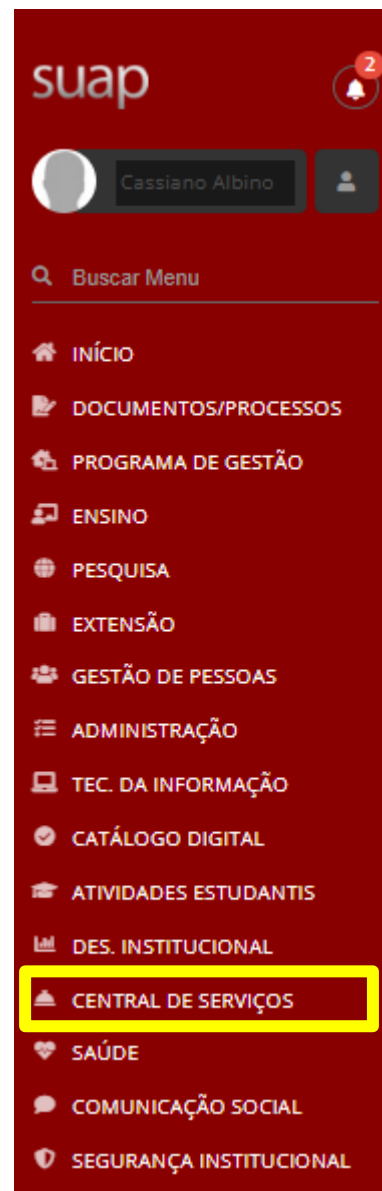 suap
2
Cassiano Albino
Buscar Menu
INÍCIO
DOCUMENTOS/PROCESSOS
PROGRAMA DE GESTÃO
ENSINO
PESQUISA
EXTENSÃO
GESTÃO DE PESSOAS
ADMINISTRAÇÃO
TEC. DA INFORMAÇÃO
CATÁLOGO DIGITAL
ATIVIDADES ESTUDANTIS
DES. INSTITUCIONAL
CENTRAL DE SERVIÇOS
SAÚDE
COMUNICAÇÃO SOCIAL
SEGURANÇA INSTITUCIONAL